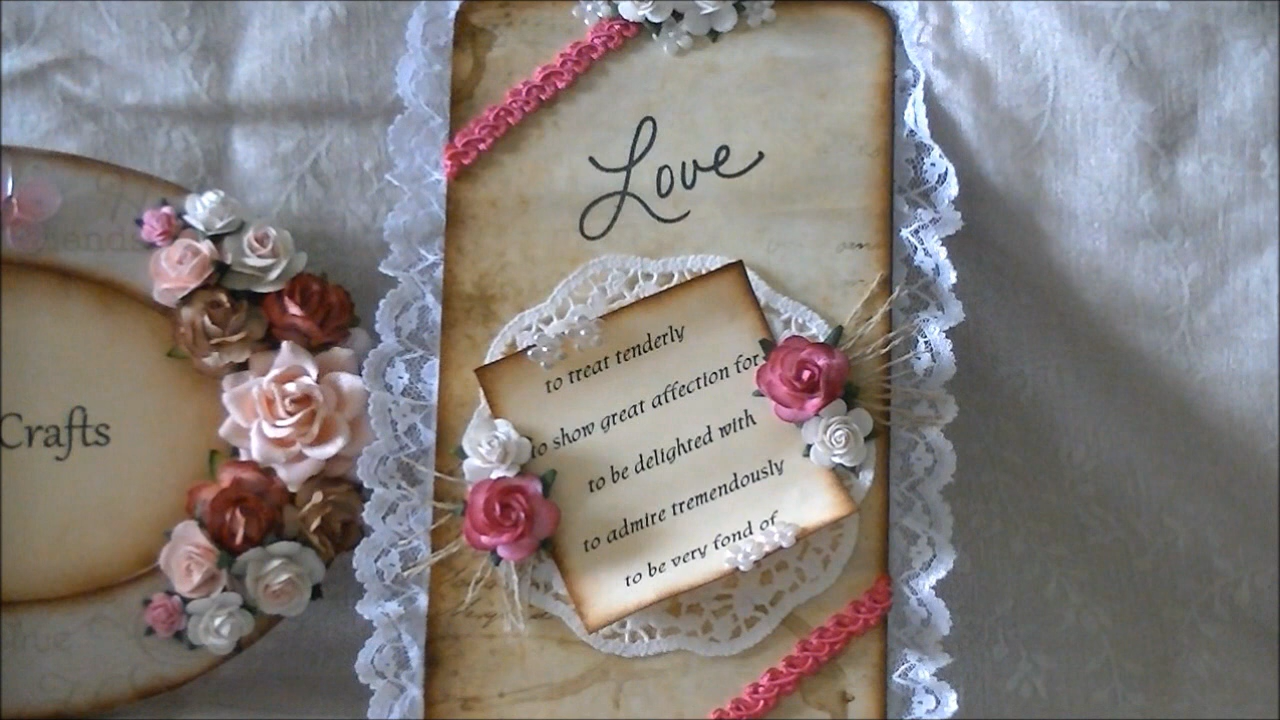 Love
to treat tenderly
to show great affection for
to be delighted with
to admire tremendously
to be very fond of
Crafts